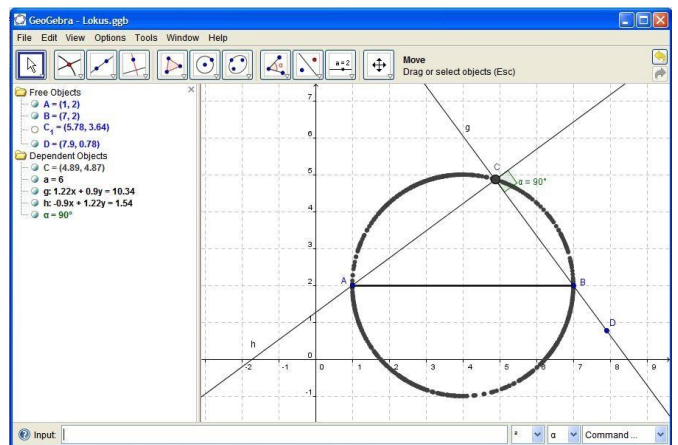 GeoGebra - Lokus.ggb
File Edit View Options Tools Window Help
a = 2
Move
Drag or select objects (Esc)
Free Objects
A = (1, 2)
B = (7, 2)
C₁ = (5.78, 3.64)
D = (7.9, 0.78)
Dependent Objects
C = (4.89, 4.87)
a = 6
g: 1.22x + 0.9y = 10.34
h: -0.9x + 1.22y = 1.54
α = 90°
7
g
6
5
C
α = 90°
4
3
2
A
B
1
D
h
0
-2 -1 0 1 2 3 4 5 6 7 8 9
-1
Input:
²
α
Command ...